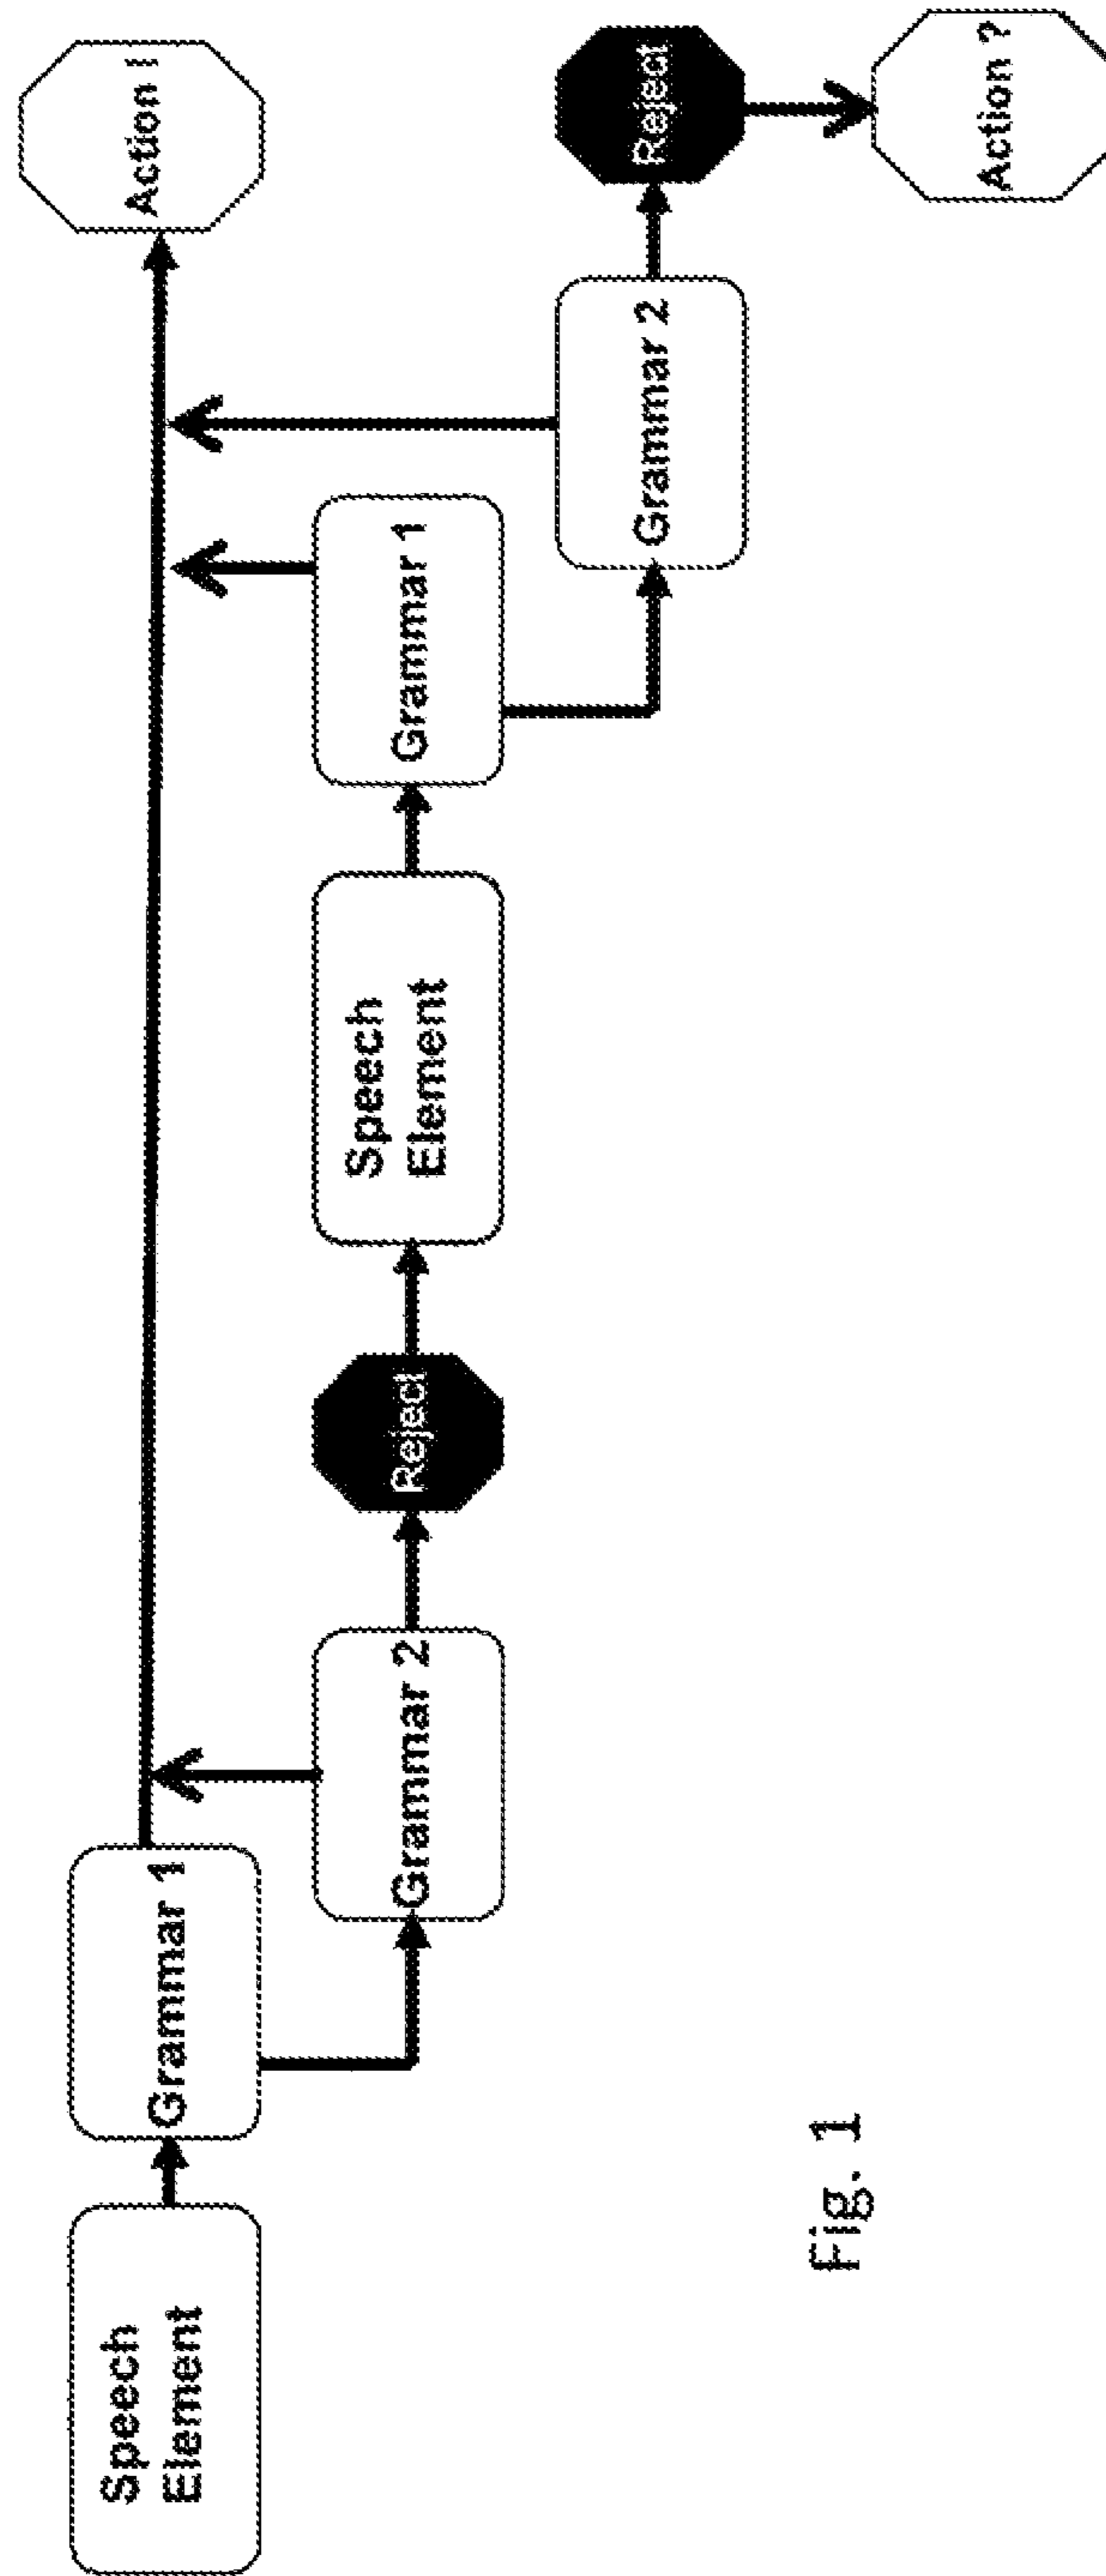 Speech
Element
Grammar 1
Action !
Grammar 2
Reject
Speech
Element
Grammar 1
Grammar 2
Reject
Action ?
Fig. 1